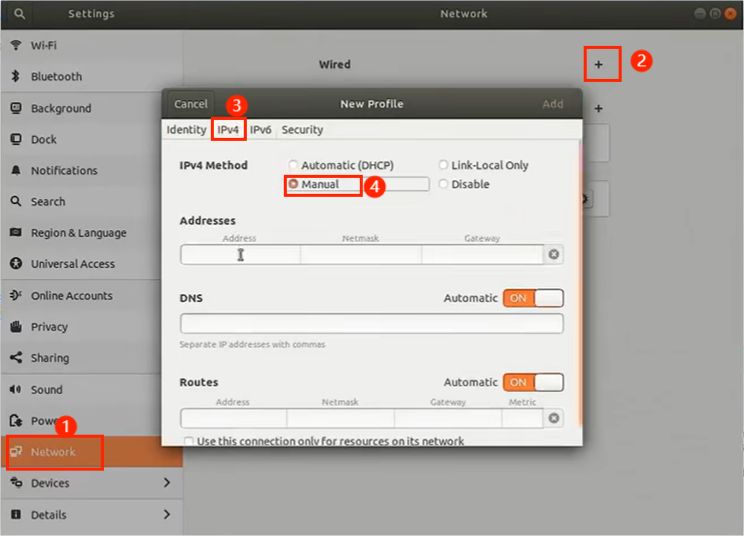 Settings
Network
Wi-Fi
Bluetooth
Background
Dock
Notifications
Search
Region & Language
Universal Access
Online Accounts
Privacy
Sharing
Sound
Pow
1
Network
Devices
Details
Wired
+
2
+
Cancel
3
New Profile
Add
Identity IPv4 IPv6 Security
IPv4 Method
Automatic (DHCP)
Link-Local Only
Manual
4
Disable
Addresses
Address Netmask Gateway
DNS
Automatic ON
Separate IP addresses with commas
Routes
Automatic ON
Address Netmask Gateway Metric
Use this connection only for resources on its network